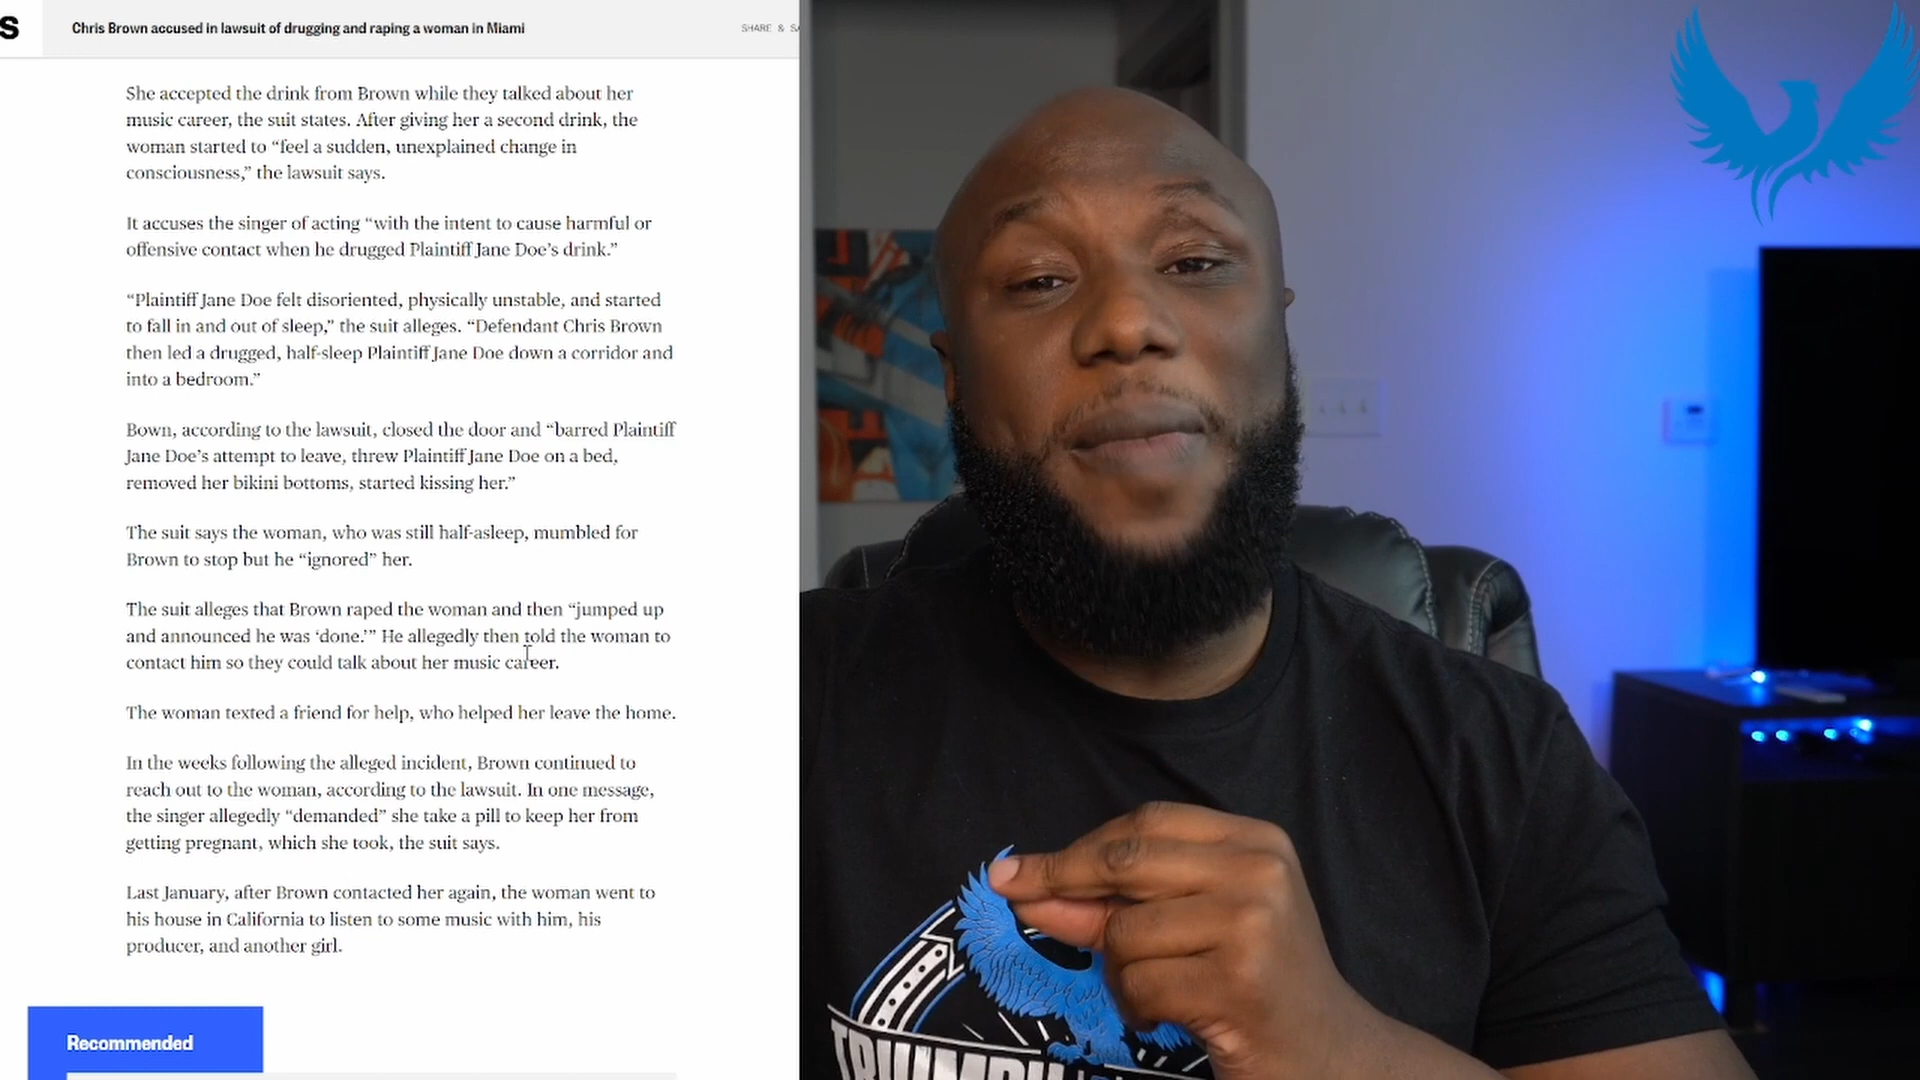 S
Chris Brown accused in lawsuit of drugging and raping a woman in Miami
SHARE &
She accepted the drink from Brown while they talked about her
music career, the suit states. After giving her a second drink, the
woman started to “feel a sudden, unexplained change in
consciousness,” the lawsuit says.
It accuses the singer of acting “with the intent to cause harmful or
offensive contact when he drugged Plaintiff Jane Doe’s drink.”
“Plaintiff Jane Doe felt disoriented, physically unstable, and started
to fall in and out of sleep,” the suit alleges. “Defendant Chris Brown
then led a drugged, half-sleep Plaintiff Jane Doe down a corridor and
into a bedroom.”
Bown, according to the lawsuit, closed the door and “barred Plaintiff
Jane Doe’s attempt to leave, threw Plaintiff Jane Doe on a bed,
removed her bikini bottoms, started kissing her.”
The suit says the woman, who was still half-asleep, mumbled for
Brown to stop but he “ignored” her.
The suit alleges that Brown raped the woman and then “jumped up
and announced he was ‘done.’” He allegedly then told the woman to
contact him so they could talk about her music career.
The woman texted a friend for help, who helped her leave the home.
In the weeks following the alleged incident, Brown continued to
reach out to the woman, according to the lawsuit. In one message,
the singer allegedly “demanded” she take a pill to keep her from
getting pregnant, which she took, the suit says.
Last January, after Brown contacted her again, the woman went to
his house in California to listen to some music with him, his
producer, and another girl.
Recommended